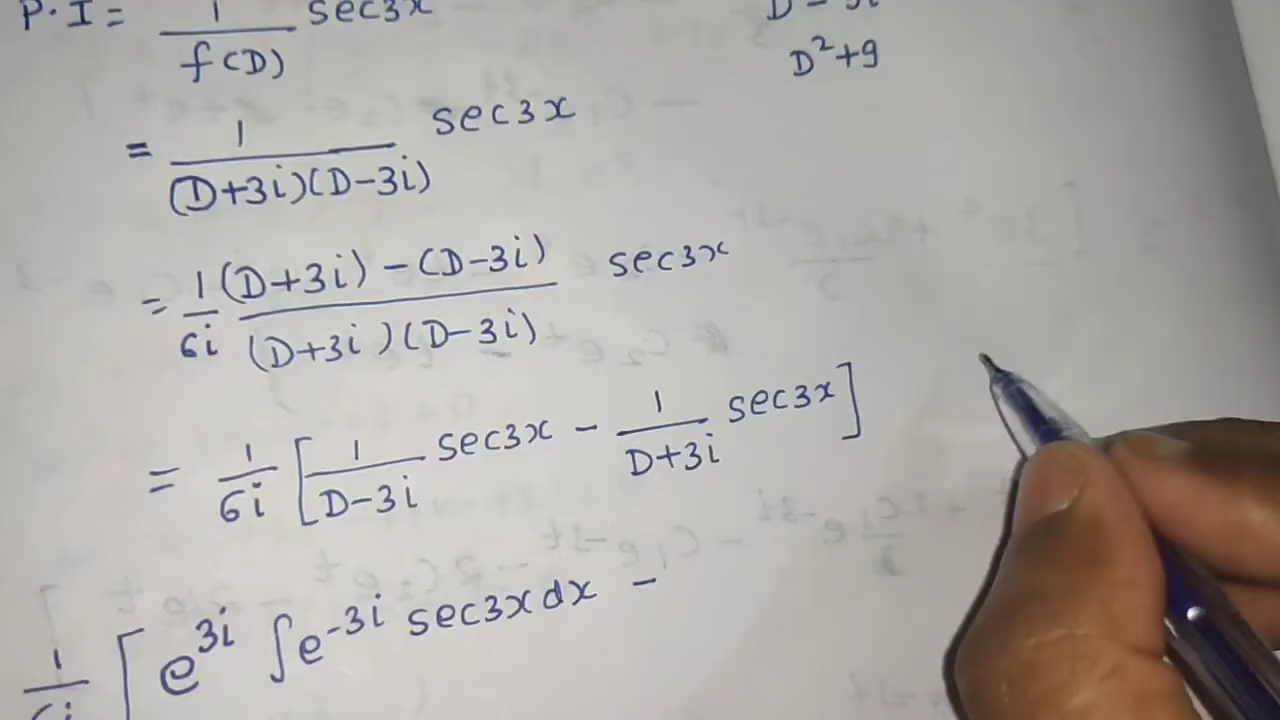 P.I = 1/f(D) sec3x
D²+9
= 1/(D+3i)(D-3i) sec3x
= 1/6i (D+3i)-(D-3i)/(D+3i)(D-3i) sec3x
= 1/6i [1/D-3i sec3x - 1/D+3i sec3x]
1/6i [e^3i ∫e^-3i sec3x dx -